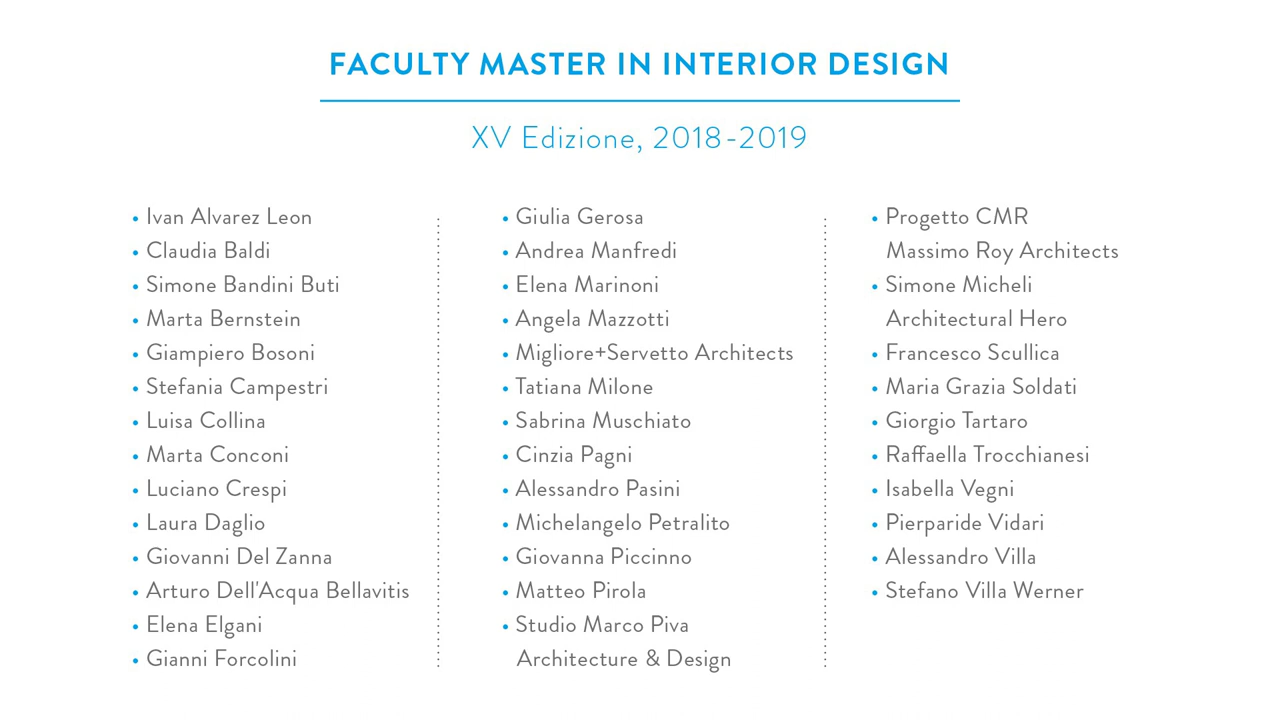 FACULTY MASTER IN INTERIOR DESIGN
XV Edizione, 2018-2019
• Ivan Alvarez Leon
• Claudia Baldi
• Simone Bandini Buti
• Marta Bernstein
• Giampiero Bosoni
• Stefania Campestri
• Luisa Collina
• Marta Conconi
• Luciano Crespi
• Laura Daglio
• Giovanni Del Zanna
• Arturo Dell'Acqua Bellavitis
• Elena Elgani
• Gianni Forcolini
• Giulia Gerosa
• Andrea Manfredi
• Elena Marinoni
• Angela Mazzotti
• Migliore+Servetto Architects
• Tatiana Milone
• Sabrina Muschiato
• Cinzia Pagni
• Alessandro Pasini
• Michelangelo Petralito
• Giovanna Piccinno
• Matteo Pirola
• Studio Marco Piva
Architecture & Design
• Progetto CMR
Massimo Roy Architects
• Simone Micheli
Architectural Hero
• Francesco Scullica
• Maria Grazia Soldati
• Giorgio Tartaro
• Raffaella Trocchianesi
• Isabella Vegni
• Pierparide Vidari
• Alessandro Villa
• Stefano Villa Werner